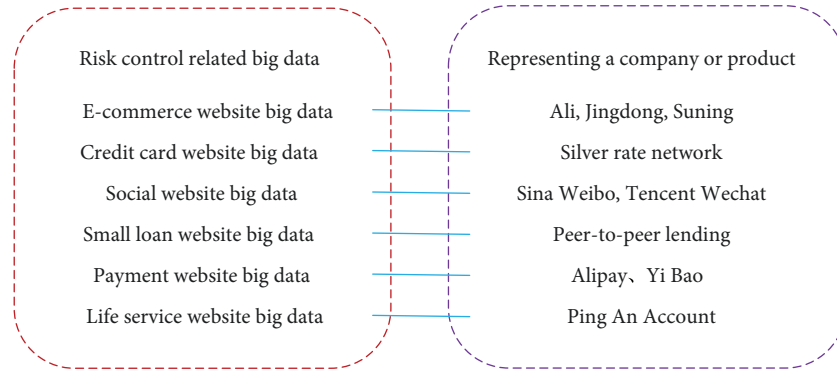 Risk control related big data
E-commerce website big data
Credit card website big data
Social website big data
Small loan website big data
Payment website big data
Life service website big data
Representing a company or product
Ali, Jingdong, Suning
Silver rate network
Sina Weibo, Tencent Wechat
Peer-to-peer lending
Alipay、Yi Bao
Ping An Account